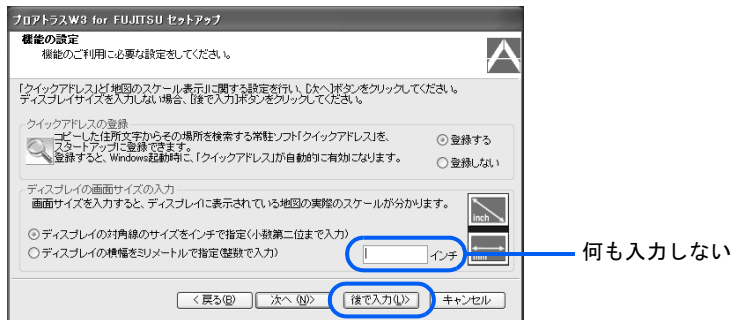 プロアトラスW3 for FUJITSU セットアップ
機能の設定
機能のご利用に必要な設定をしてください。
「クイックアドレス」と「地図のスケール表示」に関する設定を行い、[次へ]ボタンをクリックしてください。
ディスプレイサイズを入力しない場合、[後で入力]ボタンをクリックしてください。
クイックアドレスの登録
コピーした住所文字からその場所を検索する常駐ソフト「クイックアドレス」を、
スタートアップに登録できます。
登録すると、Windows起動時に、「クイックアドレス」が自動的に有効になります。
登録する
登録しない
ディスプレイの画面サイズの入力
画面サイズを入力すると、ディスプレイに表示されている地図の実際のスケールが分かります。
inch
ディスプレイの対角線のサイズをインチで指定(小数第二位まで入力)
ディスプレイの横幅をミリメートルで指定(整数で入力)
インチ
mm
何も入力しない
< 戻る(B)
次へ (N)>
後で入力(L)>
キャンセル